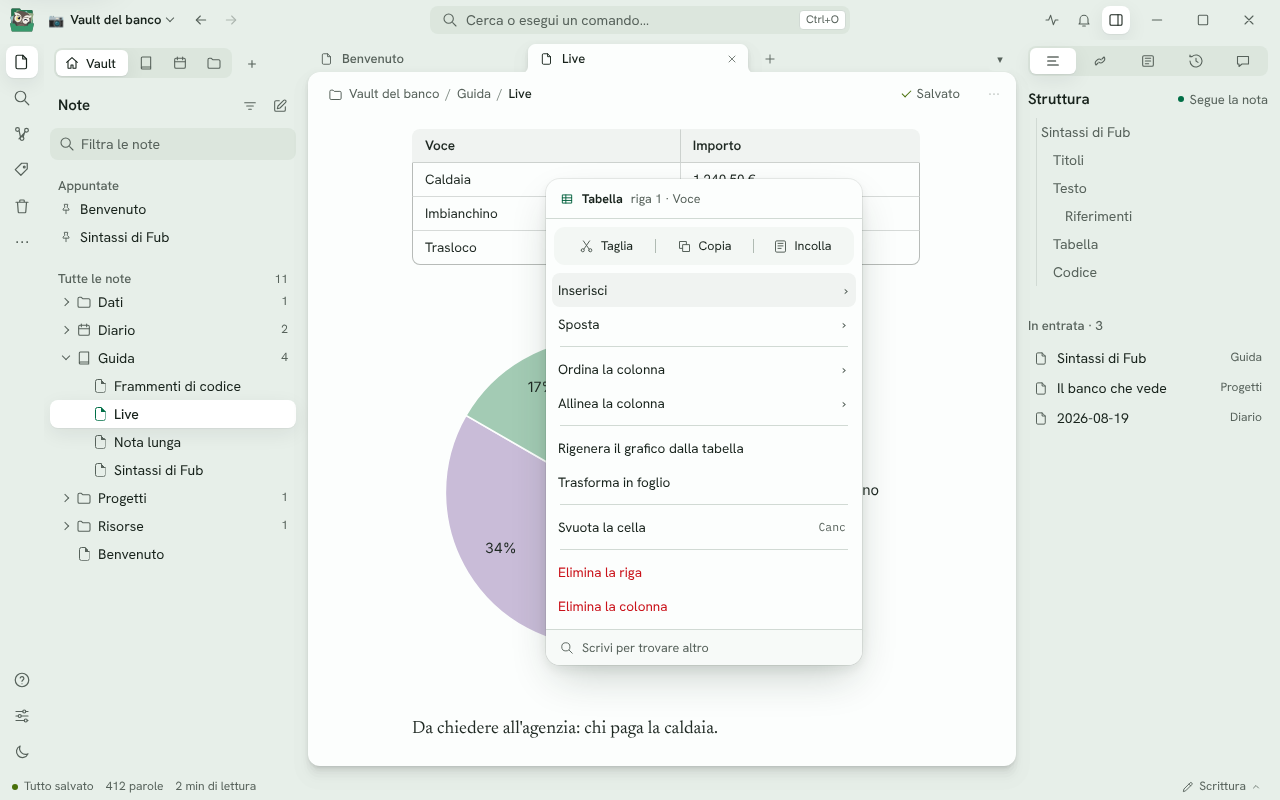 Vault del banco
Cerca o esegui un comando...
Ctrl+O
Vault
Benvenuto
Live
Note
Filtra le note
Appuntate
Benvenuto
Sintassi di Fub
Tutte le note 11
Dati 1
Diario 2
Guida 4
Frammenti di codice
Live
Nota lunga
Sintassi di Fub
Progetti 1
Risorse 1
Benvenuto
Vault del banco / Guida / Live
Salvato
Voce Importo
Caldaia
Imbianchino
Trasloco
Tabella riga 1 · Voce
Taglia
Copia
Incolla
Inserisci
Sposta
Ordina la colonna
Allinea la colonna
Rigenera il grafico dalla tabella
Trasforma in foglio
Svuota la cella Canc
Elimina la riga
Elimina la colonna
Scrivi per trovare altro
34%
Da chiedere all'agenzia: chi paga la caldaia.
Struttura
Segue la nota
Sintassi di Fub
Titoli
Testo
Riferimenti
Tabella
Codice
In entrata · 3
Sintassi di Fub Guida
Il banco che vede Progetti
2026-08-19 Diario
Tutto salvato 412 parole 2 min di lettura
Scrittura